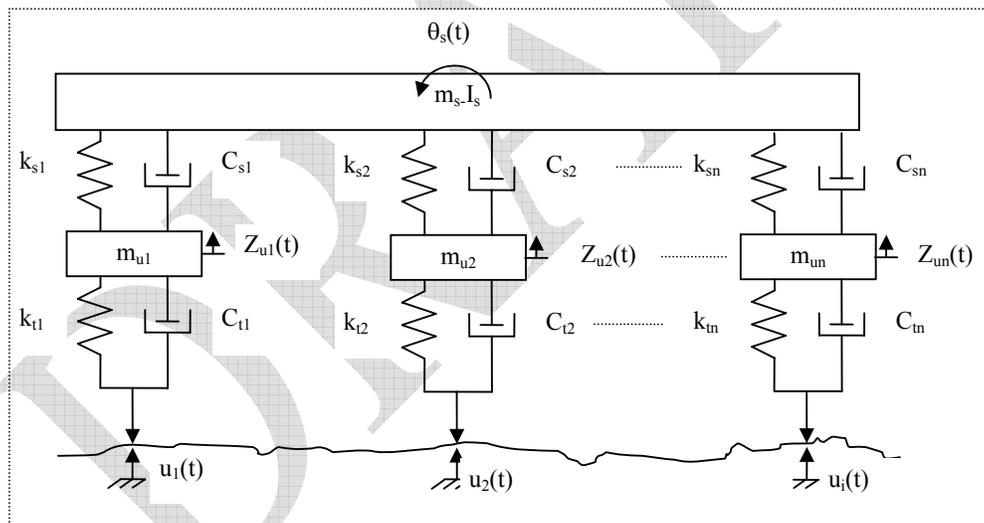 θs(t)
ms-Is
ks1 Cs1 ks2 Cs2 ksn Csn
mu1 Zu1(t) mu2 Zu2(t) mun Zun(t)
kt1 Ct1 kt2 Ct2 ktn Ctn
u1(t) u2(t) ui(t)
DRA